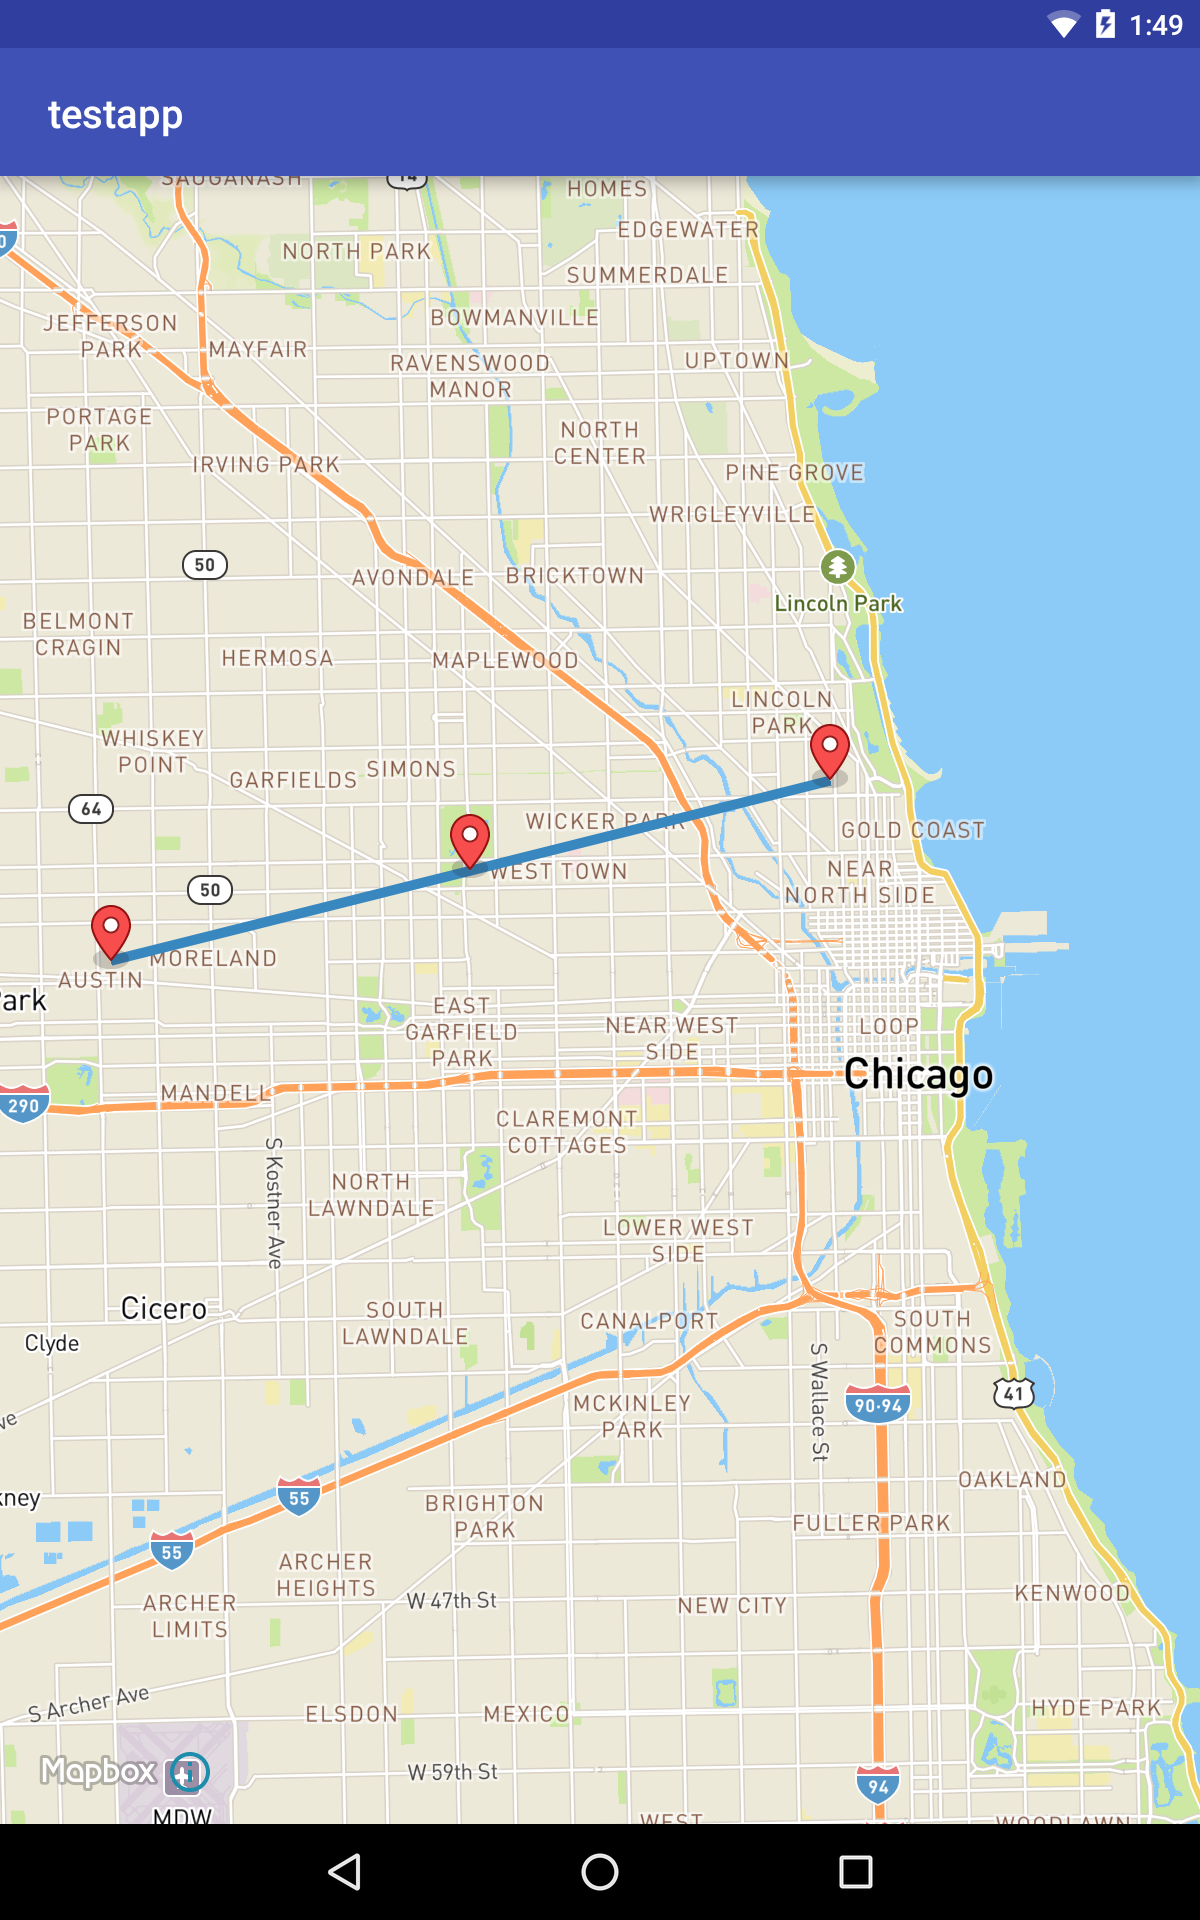 1:49
testapp
SAUGANASH
14
HOMES
EDGEWATER
NORTH PARK
SUMMERDALE
JEFFERSON
PARK
MAYFAIR
BOWMANVILLE
RAVENSWOOD
MANOR
UPTOWN
PORTAGE
PARK
NORTH
CENTER
IRVING PARK
PINE GROVE
WRIGLEYVILLE
50
AVONDALE
BRICKTOWN
Lincoln Park
BELMONT
CRAGIN
HERMOSA
MAPLEWOOD
LINCOLN
PARK
WHISKEY
POINT
GARFIELDS
SIMONS
64
WICKER PARK
GOLD COAST
WEST TOWN
NEAR
NORTH SIDE
50
MORELAND
AUSTIN
Park
EAST
GARFIELD
PARK
NEAR WEST
SIDE
LOOP
Chicago
MANDELL
290
CLAREMONT
COTTAGES
S Kostner Ave
NORTH
LAWNDALE
LOWER WEST
SIDE
Cicero
SOUTH
LAWNDALE
CANALPORT
SOUTH
COMMONS
Clyde
S Wallace St
41
90-94
MCKINLEY
PARK
ve
kney
55
BRIGHTON
PARK
OAKLAND
FULLER PARK
55
ARCHER
HEIGHTS
ARCHER
LIMITS
W 47th St
NEW CITY
KENWOOD
S Archer Ave
ELSDON
MEXICO
HYDE PARK
Mapbox
W 59th St
94
MDW
WEST
WOODLAWN